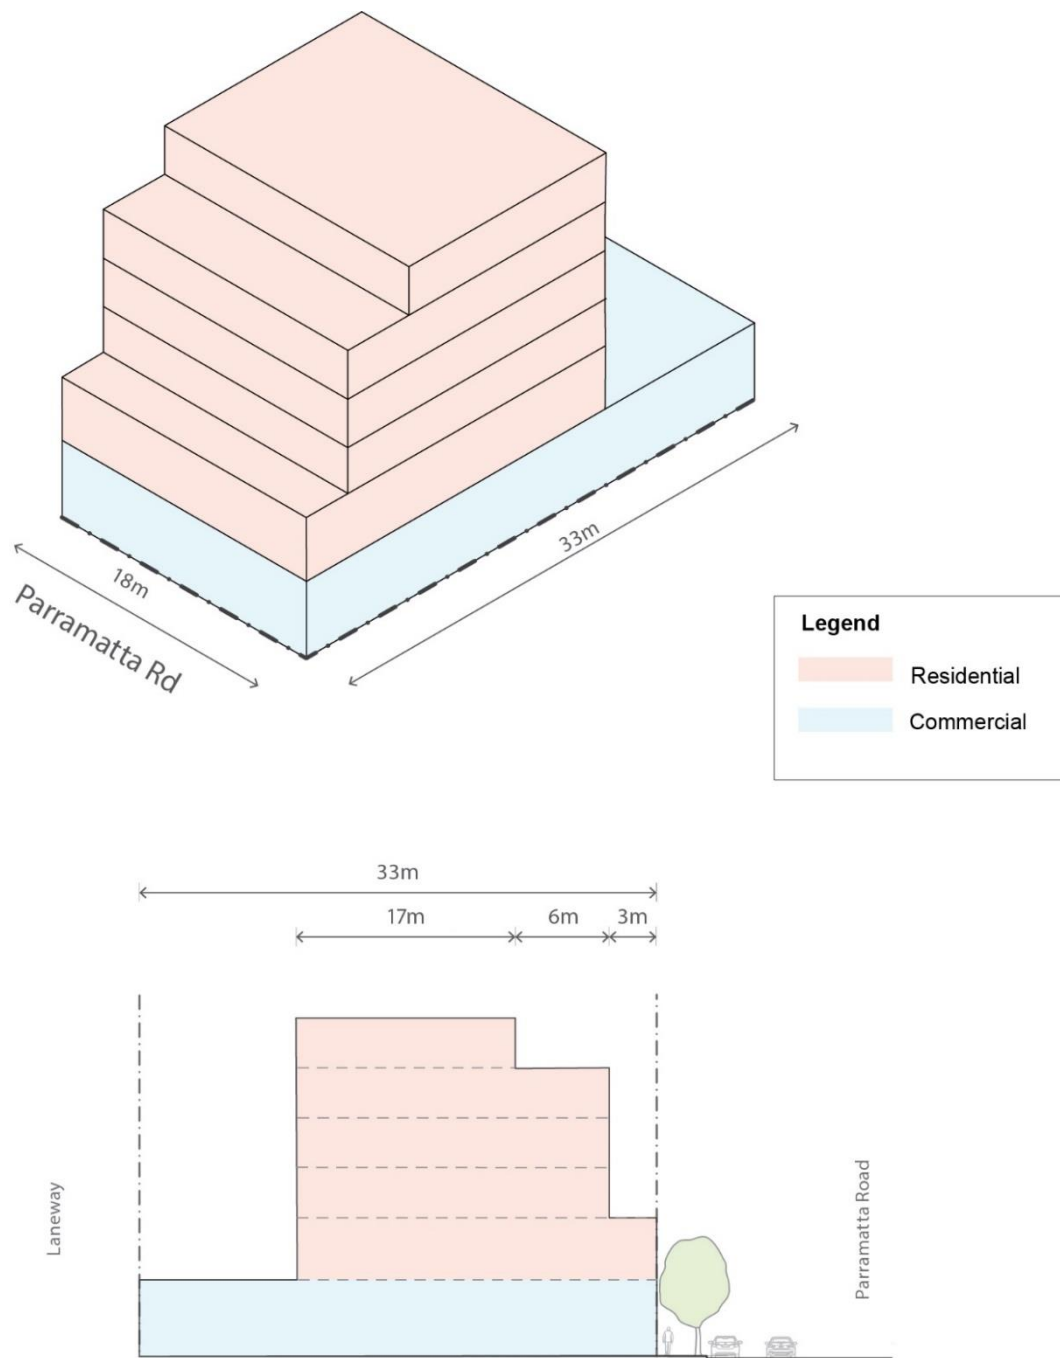 18m
Parramatta Rd
33m
Legend
Residential
Commercial
33m
17m
6m
3m
Laneway
Parramatta Road